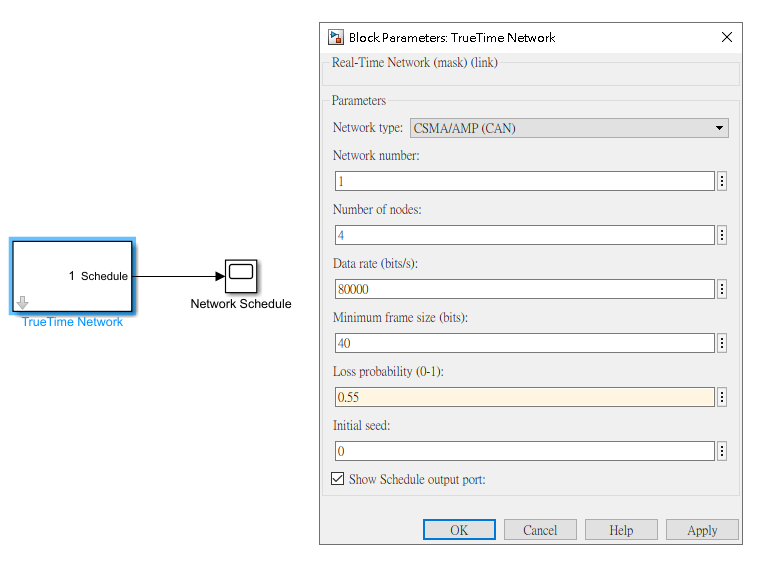 Block Parameters: TrueTime Network
Real-Time Network (mask) (link)
Parameters
Network type: CSMA/AMP (CAN)
Network number:
1
Number of nodes:
4
Data rate (bits/s):
80000
Minimum frame size (bits):
40
Loss probability (0-1):
0.55
Initial seed:
0
Show Schedule output port:
OK Cancel Help Apply
1 Schedule
TrueTime Network
Network Schedule